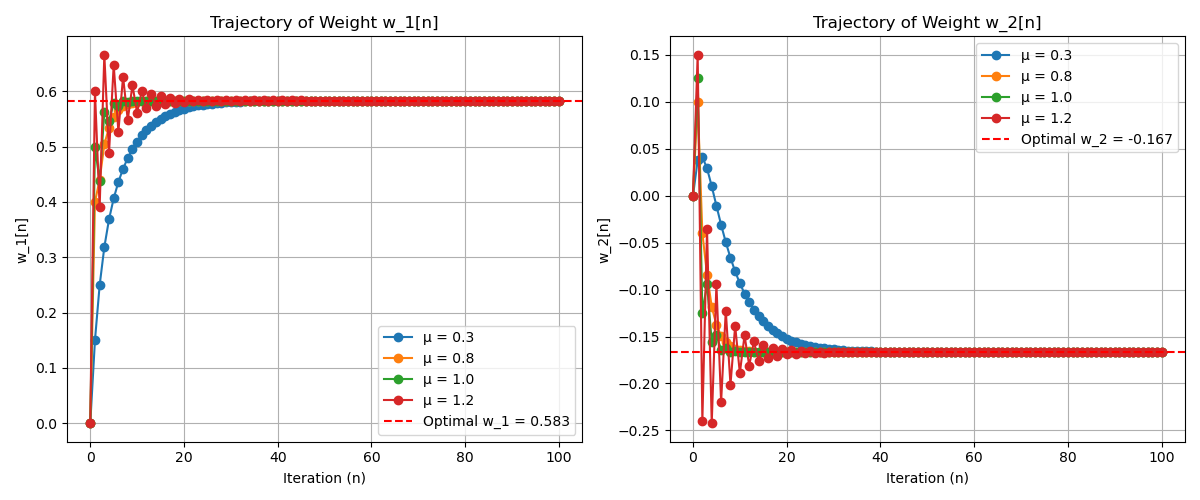 Trajectory of Weight w_1[n]
w_1[n]
0.6
0.5
0.4
0.3
0.2
0.1
0.0
0 20 40 60 80 100
Iteration (n)
μ = 0.3
μ = 0.8
μ = 1.0
μ = 1.2
Optimal w_1 = 0.583
Trajectory of Weight w_2[n]
w_2[n]
0.15
0.10
0.05
0.00
−0.05
−0.10
−0.15
−0.20
−0.25
0 20 40 60 80 100
Iteration (n)
μ = 0.3
μ = 0.8
μ = 1.0
μ = 1.2
Optimal w_2 = -0.167